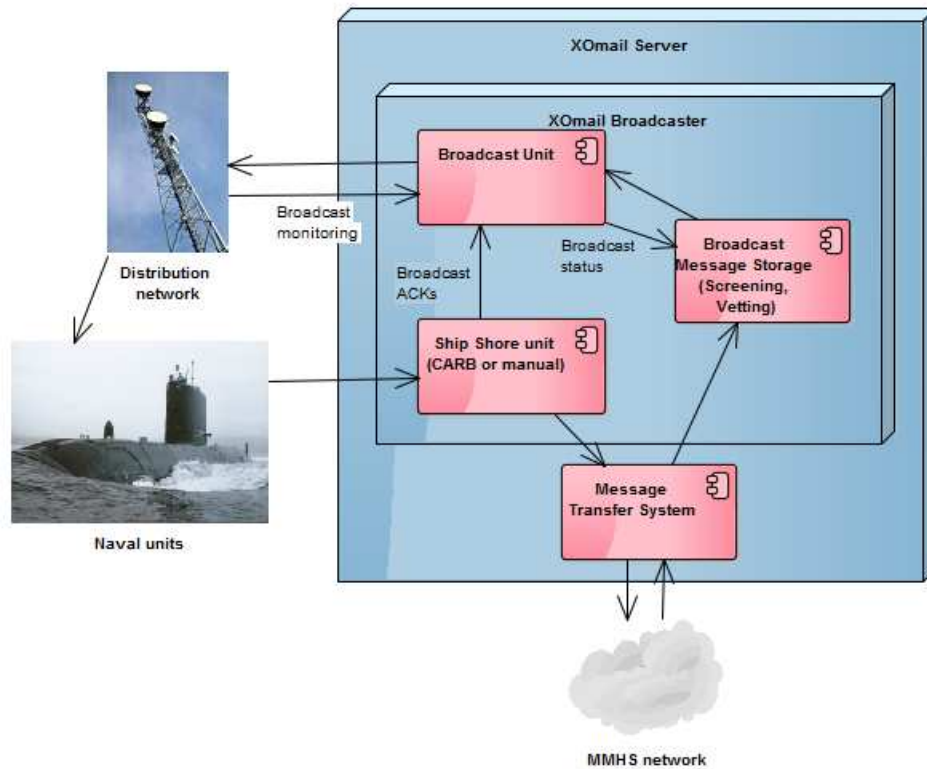 XOmail Server
XOmail Broadcaster
Broadcast Unit
Broadcast
monitoring
Broadcast
status
Broadcast
Message Storage
(Screening,
Vetting)
Distribution
network
Broadcast
ACKs
Ship Shore unit
(CARB or manual)
Message
Transfer System
Naval units
MMHS network